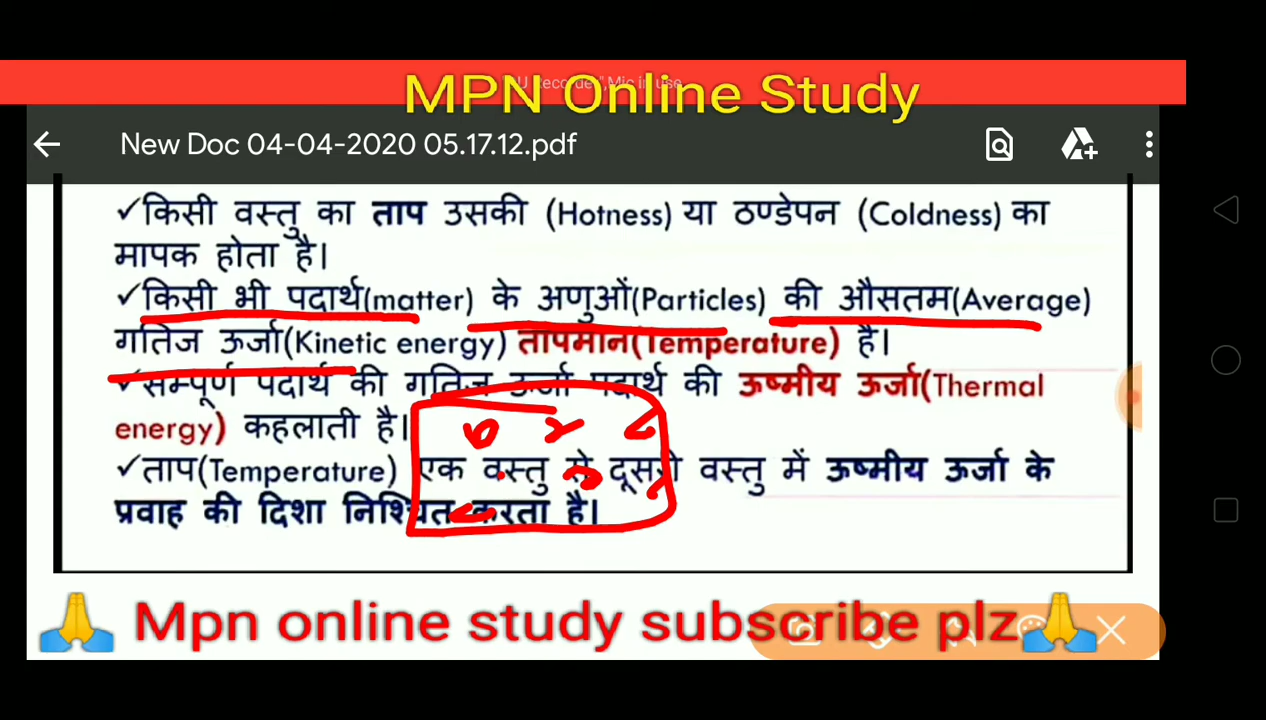 MPN Online Study
New Doc 04-04-2020 05.17.12.pdf
✓किसी वस्तु का ताप उसकी (Hotness) या ठण्डेपन (Coldness) का
मापक होता है।
✓किसी भी पदार्थ(matter) के अणुओं(Particles) की औसतम(Average)
गतिज ऊर्जा(Kinetic energy) तापमान(Temperature) है।
✓सम्पूर्ण पदार्थ की गतिज ऊर्जा पदार्थ की ऊष्मीय ऊर्जा(Thermal
energy) कहलाती है।
✓ताप(Temperature) एक वस्तु से दूसरी वस्तु में ऊष्मीय ऊर्जा के
प्रवाह की दिशा निश्चित करता है।
🙏 Mpn online study subscribe plz🙏